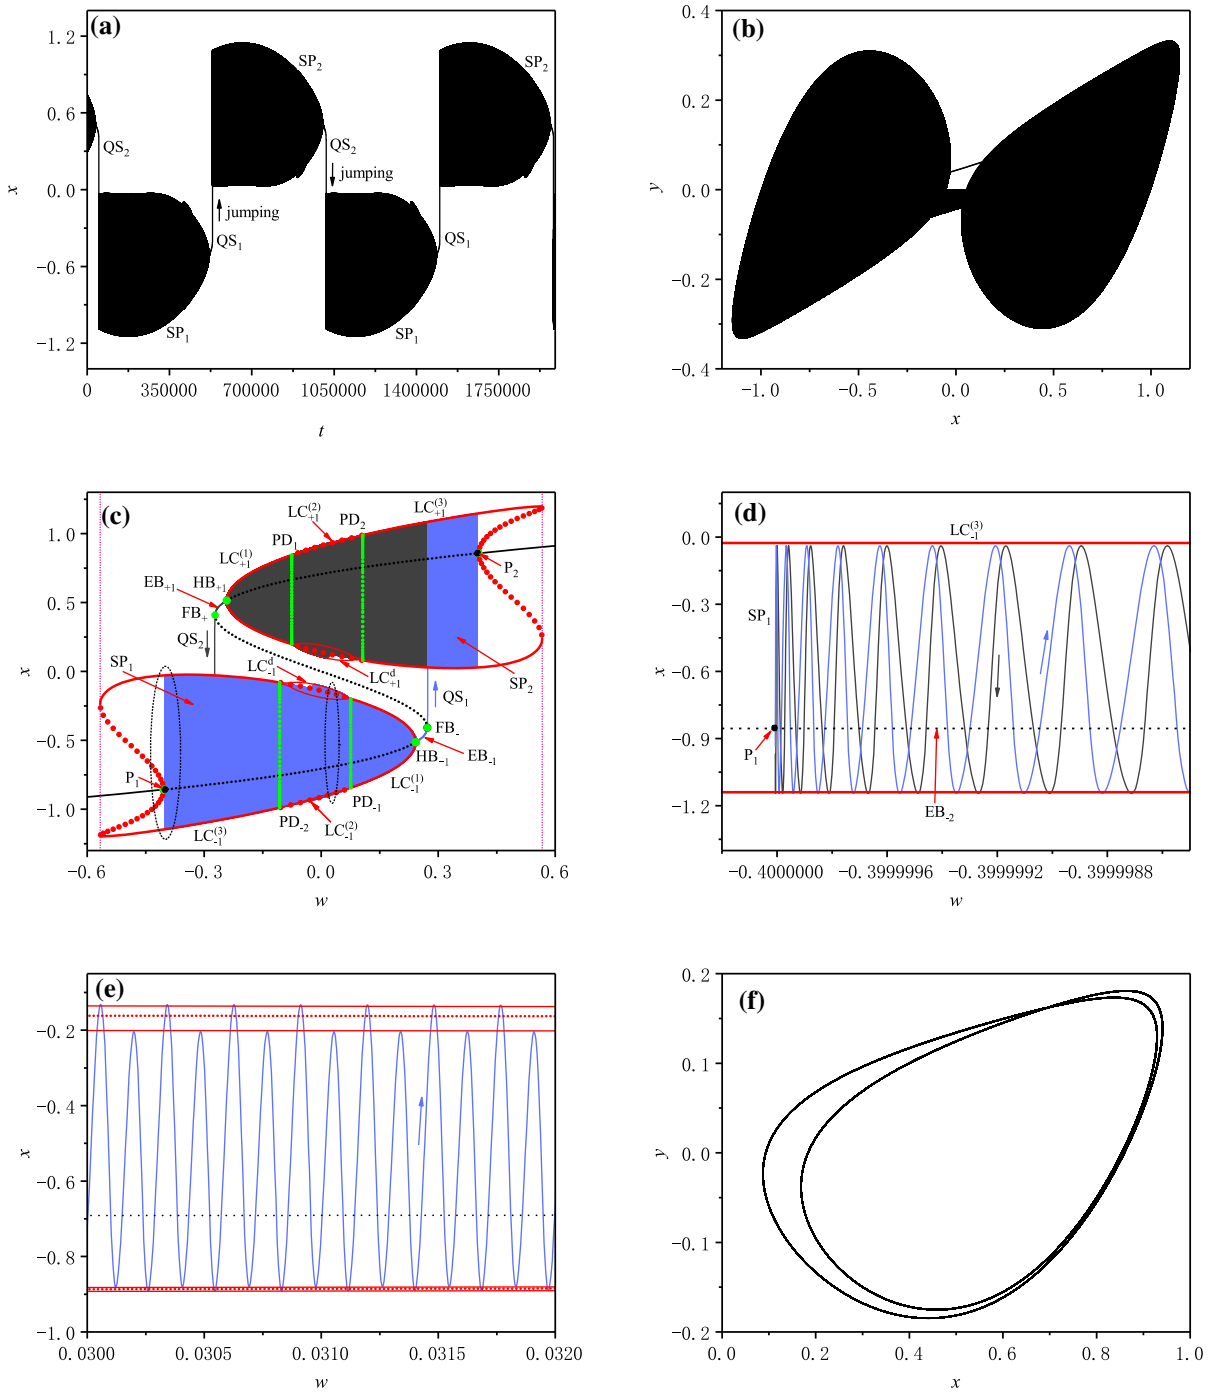 (a)
1.2
0.6
0.0
−0.6
−1.2
x
SP2
SP2
QS2
QS2
jumping
jumping
QS1
QS1
SP1
SP1
0 350000 700000 1050000 1400000 1750000
t
(b)
0.4
0.2
0.0
−0.2
−0.4
y
−1.0 −0.5 0.0 0.5 1.0
x
(c)
1.0
0.5
0.0
−0.5
−1.0
x
LC+1(2)
LC+1(3)
PD1
PD2
LC+1(1)
P2
EB+1
HB+1
FB+
QS2
SP1
LC-1d
LC+1d
SP2
QS1
FB-
EB-1
HB-1
P1
LC-1(1)
PD-1
LC-1(3)
PD-2
LC-1(2)
−0.6 −0.3 0.0 0.3 0.6
w
(d)
0.0
−0.3
−0.6
−0.9
−1.2
x
LC-1(3)
SP1
P1
EB-2
−0.4000000 −0.3999996 −0.3999992 −0.3999988
w
(e)
−0.2
−0.4
−0.6
−0.8
−1.0
x
0.0300 0.0305 0.0310 0.0315 0.0320
w
(f)
0.2
0.1
0.0
−0.1
−0.2
y
0.0 0.2 0.4 0.6 0.8 1.0
x